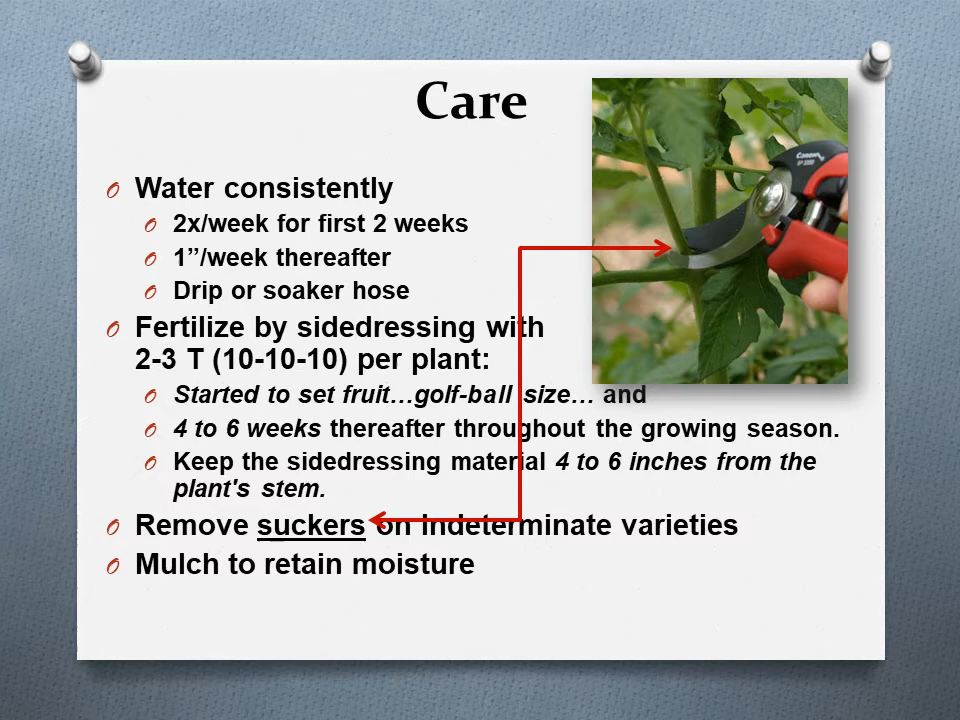 Care
Water consistently
2x/week for first 2 weeks
1”/week thereafter
Drip or soaker hose
Fertilize by sidedressing with
2-3 T (10-10-10) per plant:
Started to set fruit…golf-ball size… and
4 to 6 weeks thereafter throughout the growing season.
Keep the sidedressing material 4 to 6 inches from the
plant's stem.
Remove suckers on Indeterminate varieties
Mulch to retain moisture